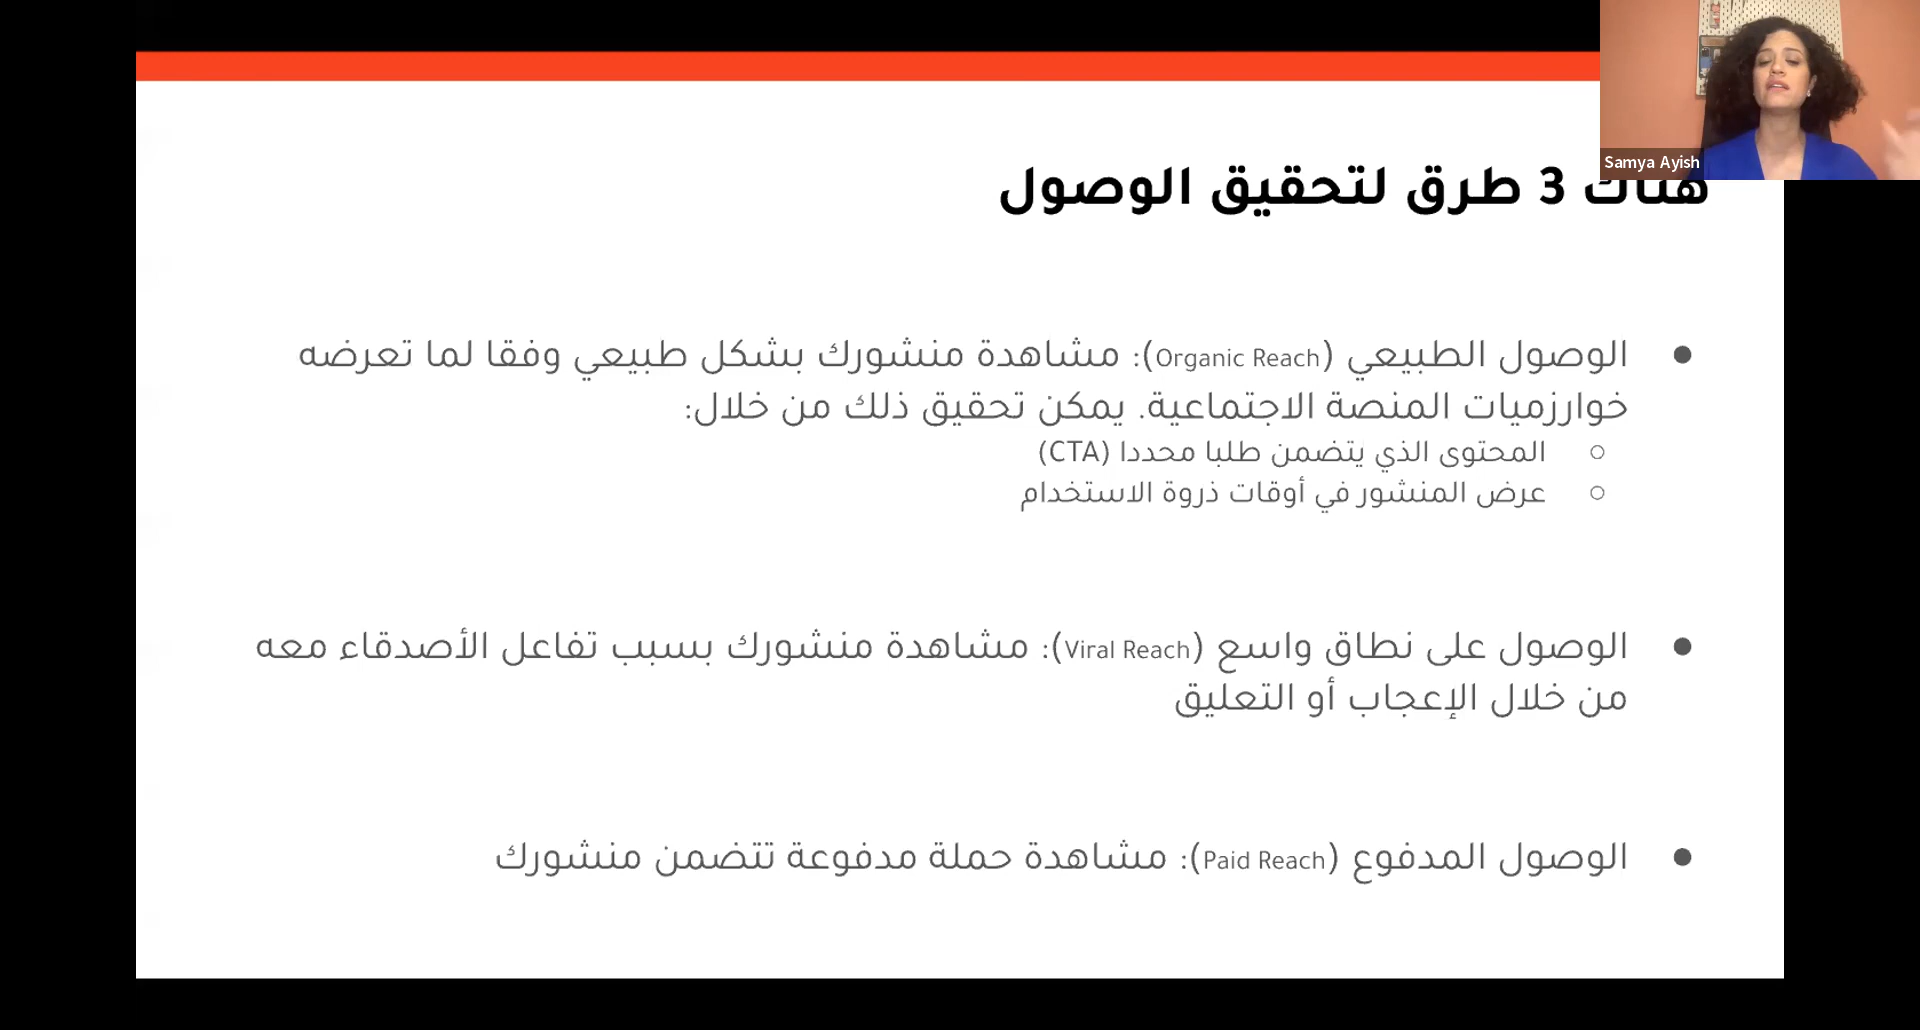 Samya Ayish
هناك 3 طرق لتحقيق الوصول
● الوصول الطبيعي (Organic Reach): مشاهدة منشورك بشكل طبيعي وفقا لما تعرضه
خوارزميات المنصة الاجتماعية. يمكن تحقيق ذلك من خلال:
○ المحتوى الذي يتضمن طلبا محددا (CTA)
○ عرض المنشور في أوقات ذروة الاستخدام
● الوصول على نطاق واسع (Viral Reach): مشاهدة منشورك بسبب تفاعل الأصدقاء معه
من خلال الإعجاب أو التعليق
● الوصول المدفوع (Paid Reach): مشاهدة حملة مدفوعة تتضمن منشورك